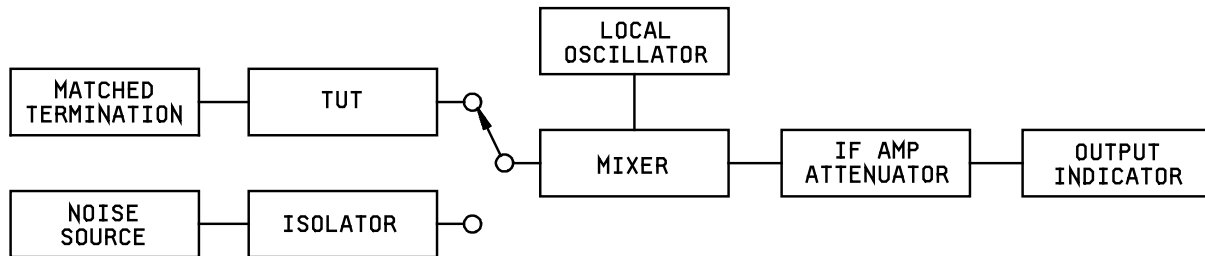 LOCAL
OSCILLATOR
MATCHED
TERMINATION
TUT
MIXER
IF AMP
ATTENUATOR
OUTPUT
INDICATOR
NOISE
SOURCE
ISOLATOR